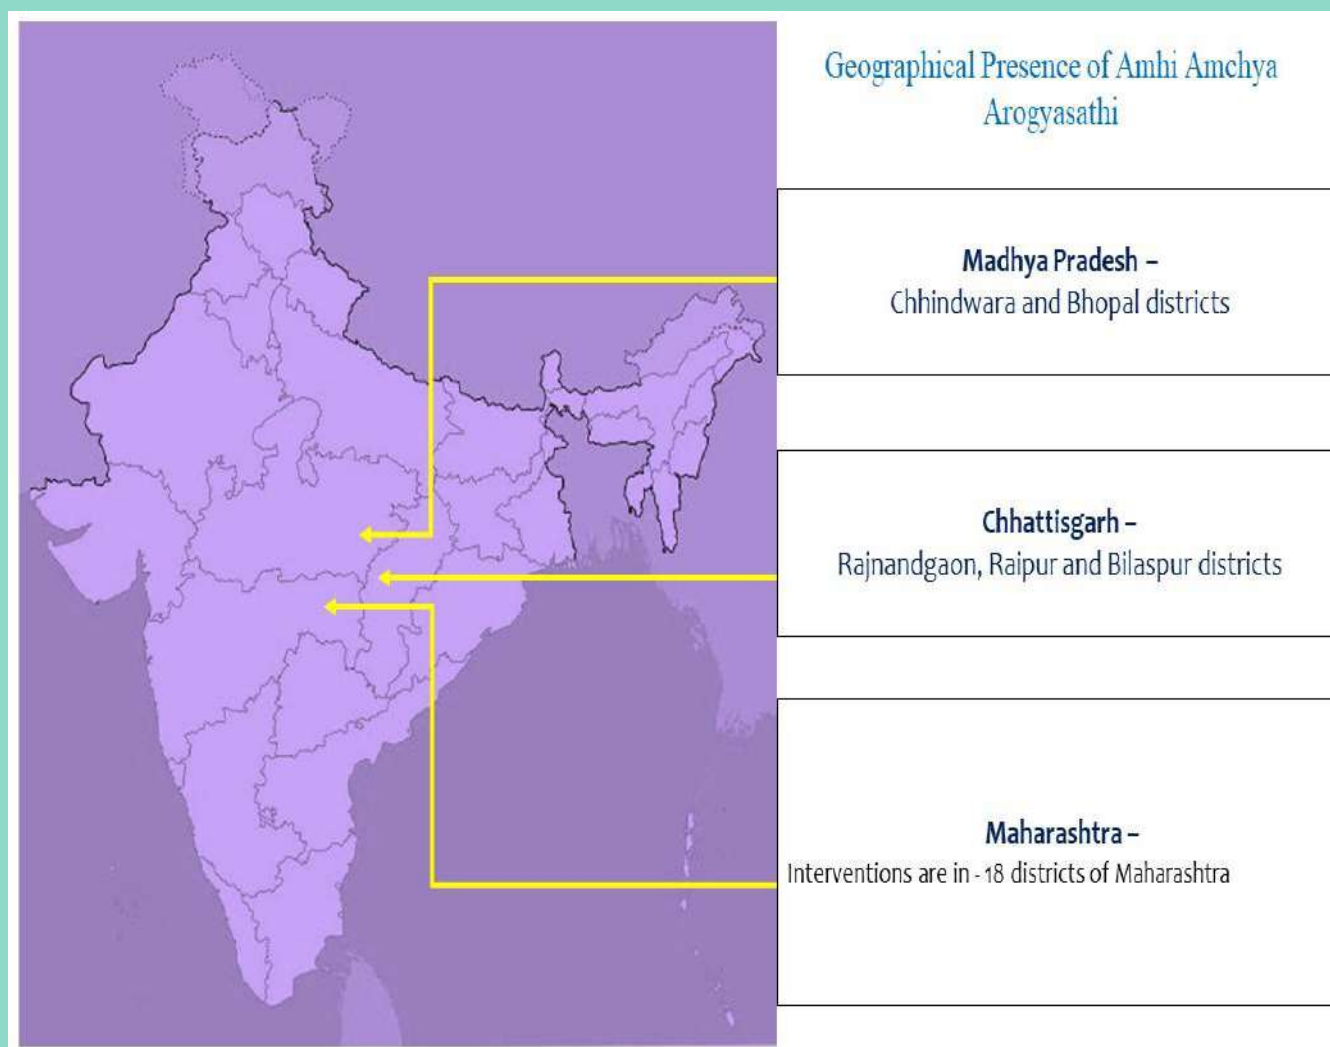 Geographical Presence of Amhi Amchya
Arogyasathi
Madhya Pradesh –
Chhindwara and Bhopal districts
Chhattisgarh –
Rajnandgaon, Raipur and Bilaspur districts
Maharashtra –
Interventions are in - 18 districts of Maharashtra